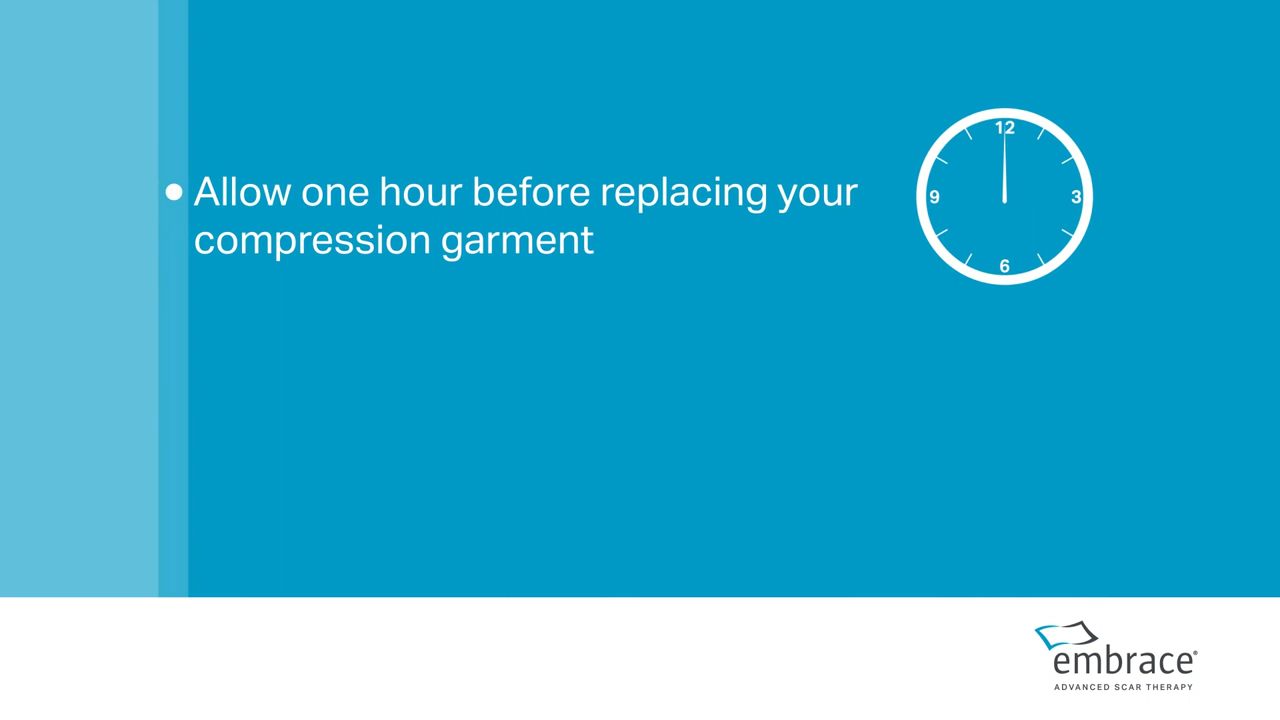 • Allow one hour before replacing your
compression garment
12
9
3
6
embrace®
ADVANCED SCAR THERAPY